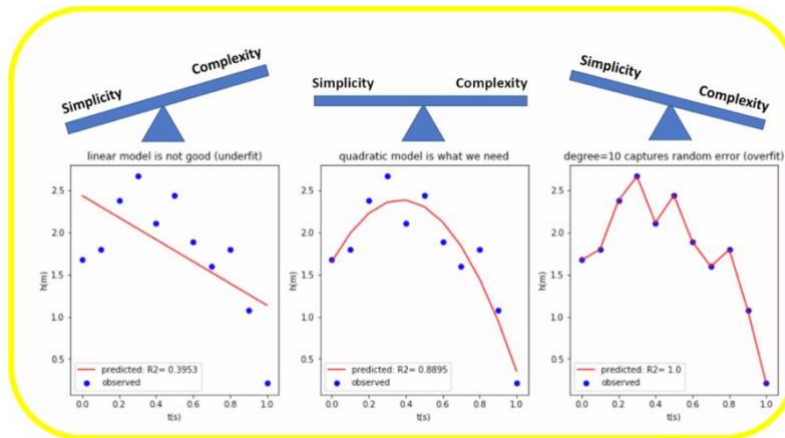 Simplicity
Complexity
Simplicity
Complexity
Simplicity
Complexity
linear model is not good (underfit)
2.5
2.0
1.5
1.0
0.5
h(m)
predicted: R2= 0.3953
observed
0.0 0.2 0.4 0.6 0.8 1.0
t(s)
quadratic model is what we need
2.5
2.0
1.5
1.0
0.5
h(m)
predicted: R2= 0.8895
observed
0.0 0.2 0.4 0.6 0.8 1.0
t(s)
degree=10 captures random error (overfit)
2.5
2.0
1.5
1.0
0.5
h(m)
predicted: R2= 1.0
observed
0.0 0.2 0.4 0.6 0.8 1.0
t(s)